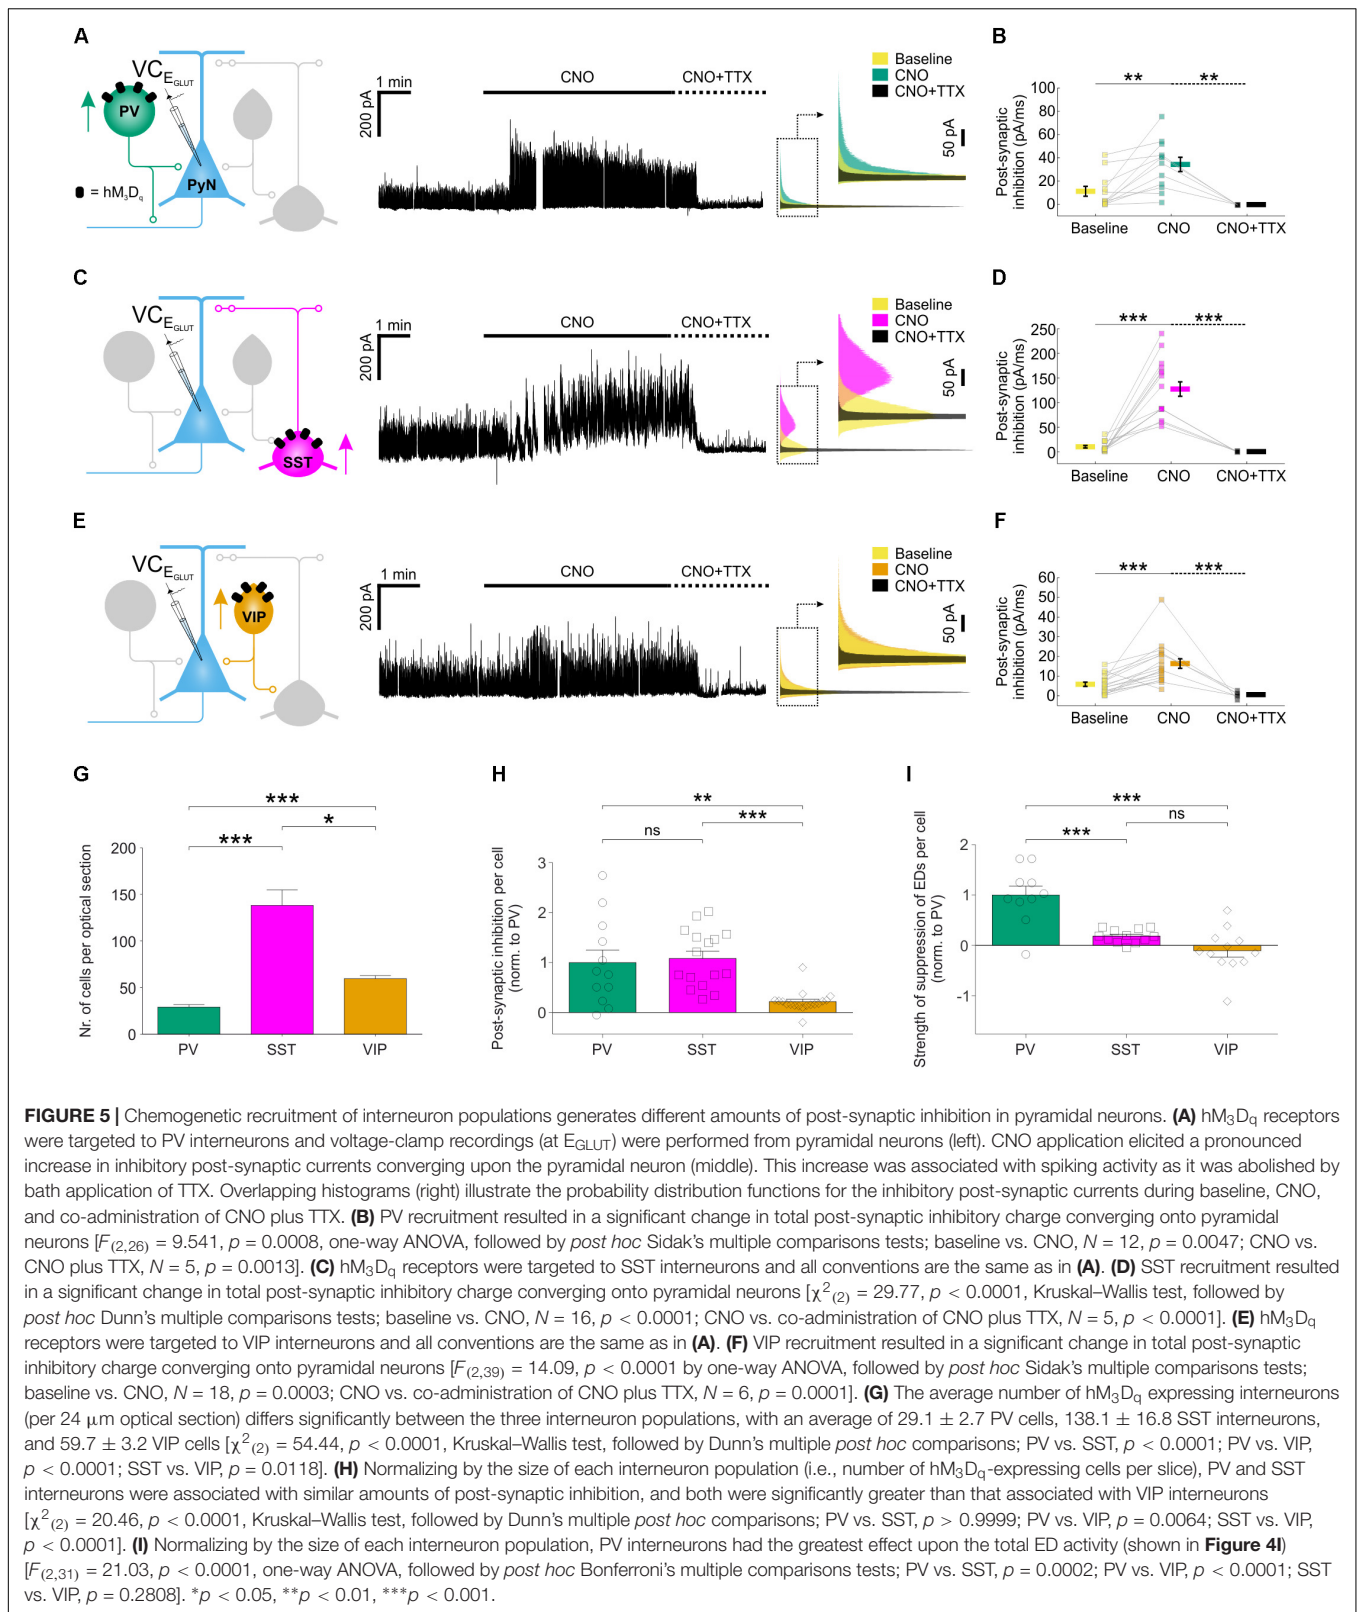 A
VC_E_GLUT
PV
PyN
= hM₃D_q
1 min
200 pA
CNO
CNO+TTX
Baseline
CNO
CNO+TTX
50 pA
B
** **
Post-synaptic
inhibition (pA/ms)
100
80
60
40
20
0
Baseline CNO CNO+TTX
C
VC_E_GLUT
SST
1 min
200 pA
CNO
CNO+TTX
Baseline
CNO
CNO+TTX
50 pA
D
*** ***
Post-synaptic
inhibition (pA/ms)
250
200
150
100
50
0
Baseline CNO CNO+TTX
E
VC_E_GLUT
VIP
1 min
200 pA
CNO
CNO+TTX
Baseline
CNO
CNO+TTX
50 pA
F
*** ***
Post-synaptic
inhibition (pA/ms)
60
50
40
30
20
10
0
Baseline CNO CNO+TTX
G
***
*** *
Nr. of cells per optical section
200
150
100
50
0
PV SST VIP
H
**
ns ***
Post-synaptic inhibition per cell
(norm. to PV)
3
2
1
0
PV SST VIP
I
***
*** ns
Strength of suppression of EDs per cell
(norm. to PV)
2
1
0
-1
PV SST VIP
FIGURE 5 | Chemogenetic recruitment of interneuron populations generates different amounts of post-synaptic inhibition in pyramidal neurons. (A) hM₃D_q receptors
were targeted to PV interneurons and voltage-clamp recordings (at E_GLUT) were performed from pyramidal neurons (left). CNO application elicited a pronounced
increase in inhibitory post-synaptic currents converging upon the pyramidal neuron (middle). This increase was associated with spiking activity as it was abolished by
bath application of TTX. Overlapping histograms (right) illustrate the probability distribution functions for the inhibitory post-synaptic currents during baseline, CNO,
and co-administration of CNO plus TTX. (B) PV recruitment resulted in a significant change in total post-synaptic inhibitory charge converging onto pyramidal
neurons [F(2,26) = 9.541, p = 0.0008, one-way ANOVA, followed by post hoc Sidak's multiple comparisons tests; baseline vs. CNO, N = 12, p = 0.0047; CNO vs.
CNO plus TTX, N = 5, p = 0.0013]. (C) hM₃D_q receptors were targeted to SST interneurons and all conventions are the same as in (A). (D) SST recruitment resulted
in a significant change in total post-synaptic inhibitory charge converging onto pyramidal neurons [χ²(2) = 29.77, p < 0.0001, Kruskal–Wallis test, followed by
post hoc Dunn's multiple comparisons tests; baseline vs. CNO, N = 16, p < 0.0001; CNO vs. co-administration of CNO plus TTX, N = 5, p < 0.0001]. (E) hM₃D_q
receptors were targeted to VIP interneurons and all conventions are the same as in (A). (F) VIP recruitment resulted in a significant change in total post-synaptic
inhibitory charge converging onto pyramidal neurons [F(2,39) = 14.09, p < 0.0001 by one-way ANOVA, followed by post hoc Sidak's multiple comparisons tests;
baseline vs. CNO, N = 18, p = 0.0003; CNO vs. co-administration of CNO plus TTX, N = 6, p = 0.0001]. (G) The average number of hM₃D_q expressing interneurons
(per 24 μm optical section) differs significantly between the three interneuron populations, with an average of 29.1 ± 2.7 PV cells, 138.1 ± 16.8 SST interneurons,
and 59.7 ± 3.2 VIP cells [χ²(2) = 54.44, p < 0.0001, Kruskal–Wallis test, followed by Dunn's multiple post hoc comparisons; PV vs. SST, p < 0.0001; PV vs. VIP,
p < 0.0001; SST vs. VIP, p = 0.0118]. (H) Normalizing by the size of each interneuron population (i.e., number of hM₃D_q-expressing cells per slice), PV and SST
interneurons were associated with similar amounts of post-synaptic inhibition, and both were significantly greater than that associated with VIP interneurons
[χ²(2) = 20.46, p < 0.0001, Kruskal–Wallis test, followed by Dunn's multiple post hoc comparisons; PV vs. SST, p > 0.9999; PV vs. VIP, p = 0.0064; SST vs. VIP,
p < 0.0001]. (I) Normalizing by the size of each interneuron population, PV interneurons had the greatest effect upon the total ED activity (shown in Figure 4I)
[F(2,31) = 21.03, p < 0.0001, one-way ANOVA, followed by post hoc Bonferroni's multiple comparisons tests; PV vs. SST, p = 0.0002; PV vs. VIP, p < 0.0001; SST
vs. VIP, p = 0.2808]. *p < 0.05, **p < 0.01, ***p < 0.001.